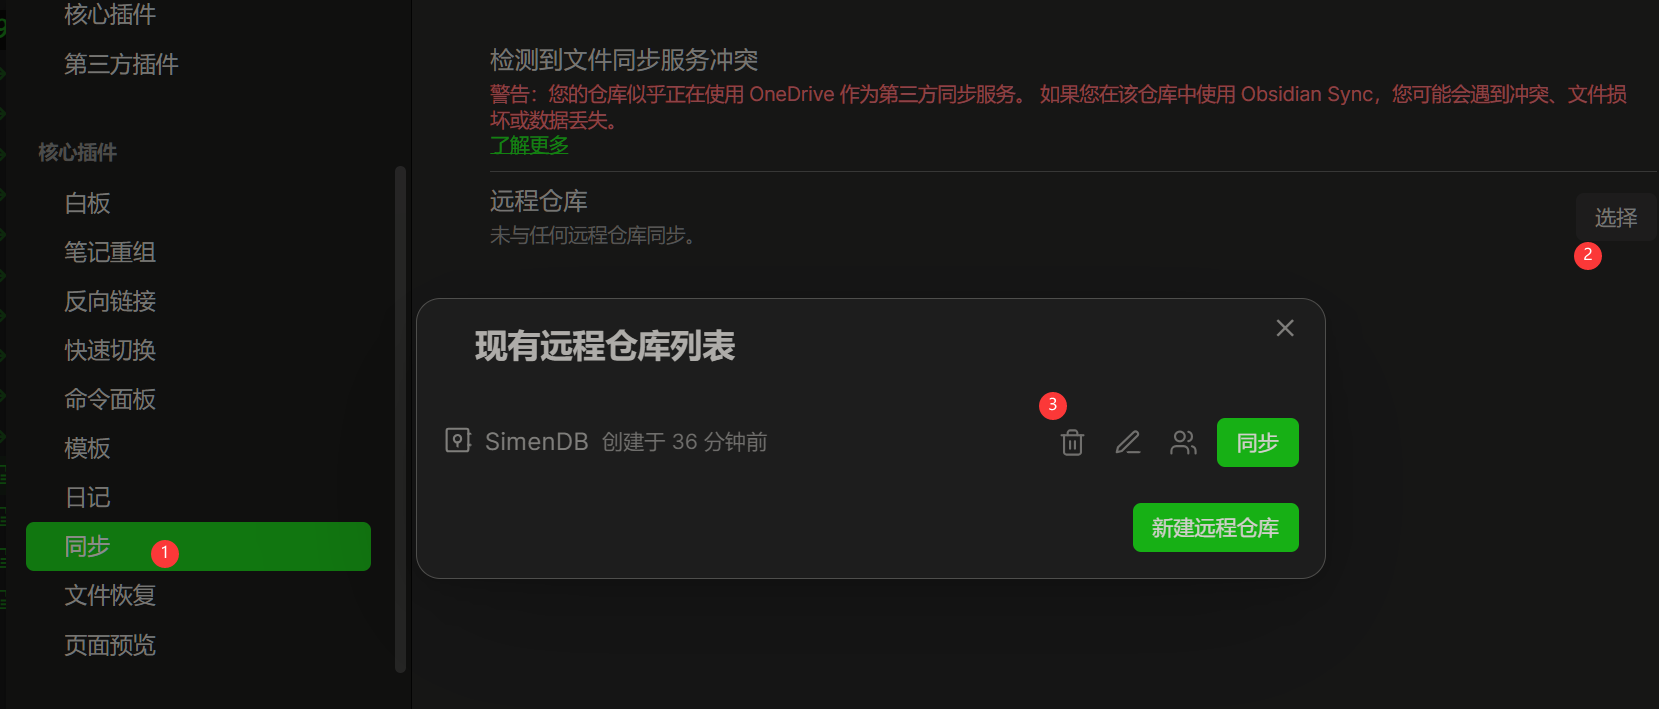 核心插件
第三方插件
核心插件
白板
笔记重组
反向链接
快速切换
命令面板
模板
日记
同步
1
文件恢复
页面预览
检测到文件同步服务冲突
警告：您的仓库似乎正在使用 OneDrive 作为第三方同步服务。 如果您在该仓库中使用 Obsidian Sync，您可能会遇到冲突、文件损
坏或数据丢失。
了解更多
远程仓库
未与任何远程仓库同步。
选择
2
现有远程仓库列表
3
SimenDB 创建于 36 分钟前
同步
新建远程仓库